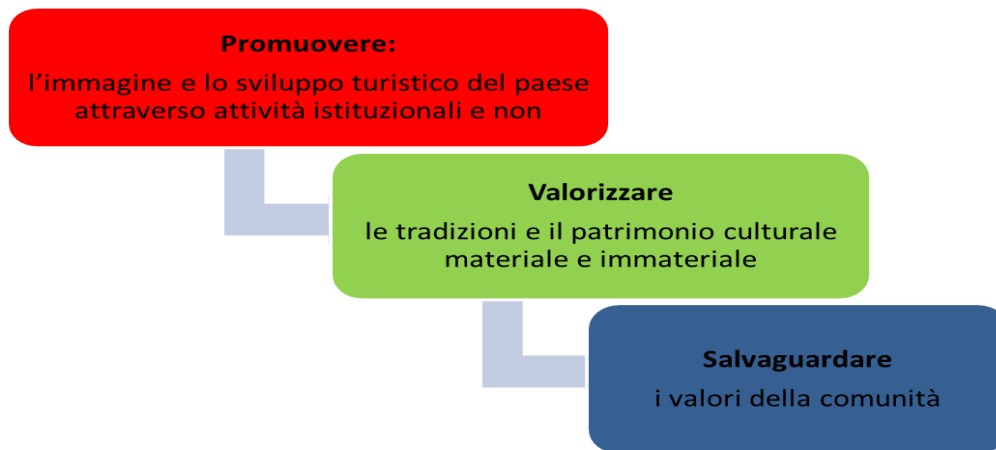 Promuovere:
l’immagine e lo sviluppo turistico del paese
attraverso attività istituzionali e non
Valorizzare
le tradizioni e il patrimonio culturale
materiale e immateriale
Salvaguardare
i valori della comunità